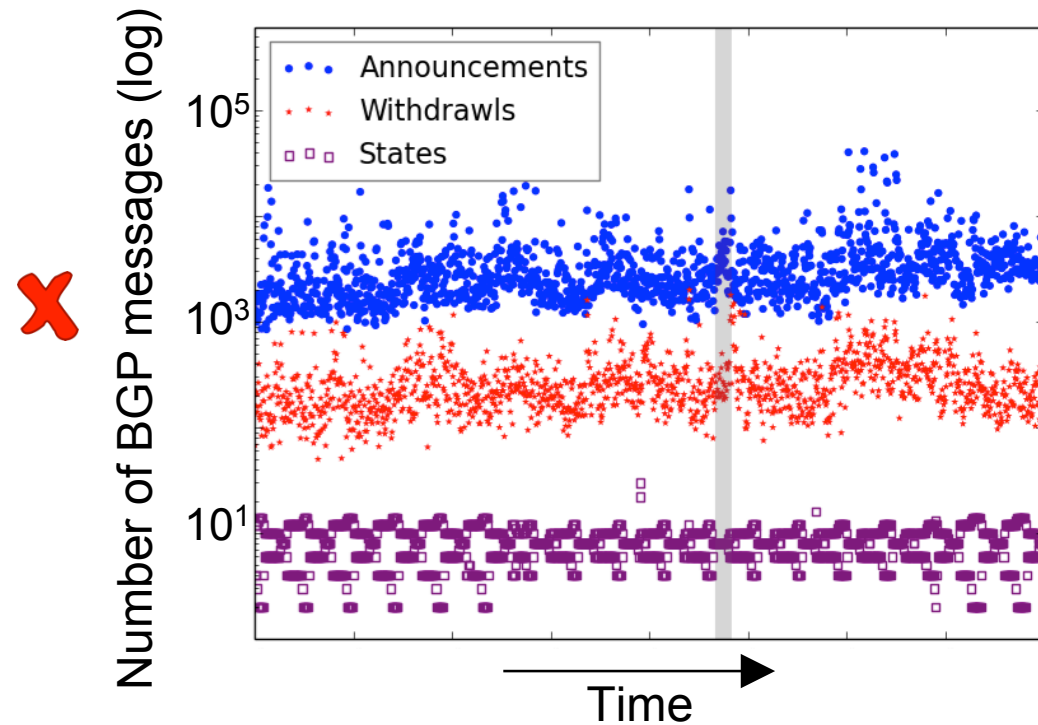 Number of BGP messages (log)
Announcements
Withdrawls
States
10^5
10^3
10^1
Time